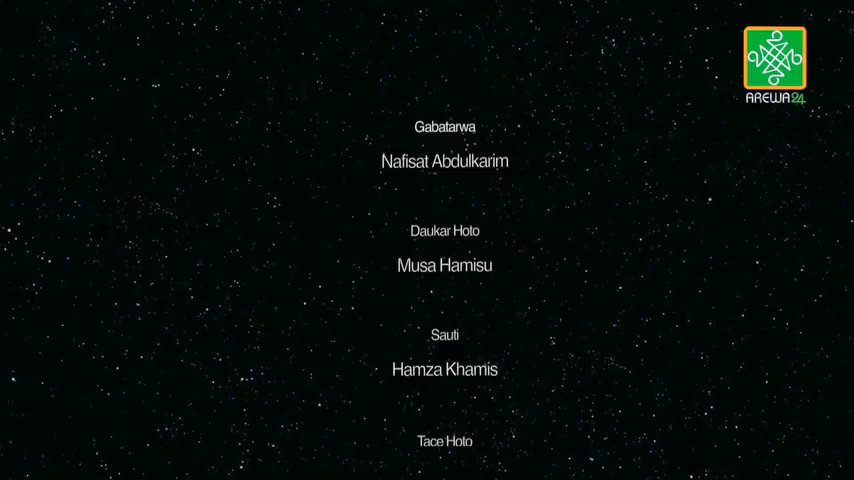 AREWA24
Gabatarwa
Nafisat Abdulkarim
Daukar Hoto
Musa Hamisu
Sauti
Hamza Khamis
Tace Hoto